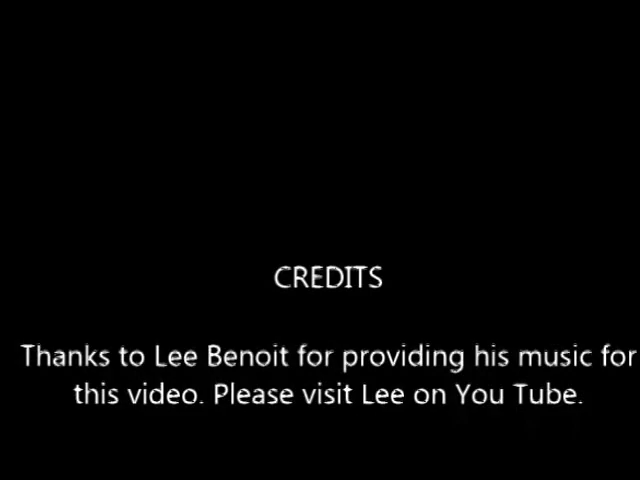 CREDITS
Thanks to Lee Benoit for providing his music for
this video. Please visit Lee on You Tube.